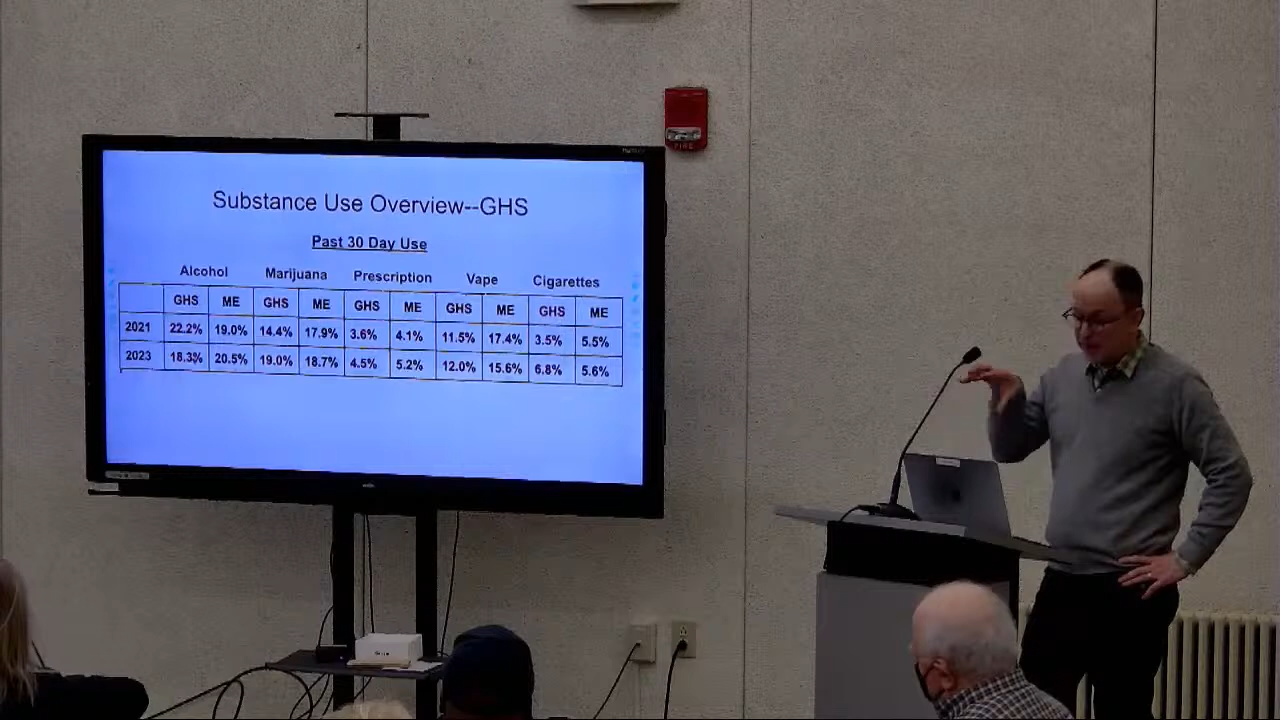 Substance Use Overview--GHS
Past 30 Day Use
Alcohol Marijuana Prescription Vape Cigarettes
GHS ME GHS ME GHS ME GHS ME GHS ME
2021 22.2% 19.0% 14.4% 17.9% 3.6% 4.1% 11.5% 17.4% 3.5% 5.5%
2023 18.3% 20.5% 19.0% 18.7% 4.5% 5.2% 12.0% 15.6% 6.8% 5.6%
FIRE